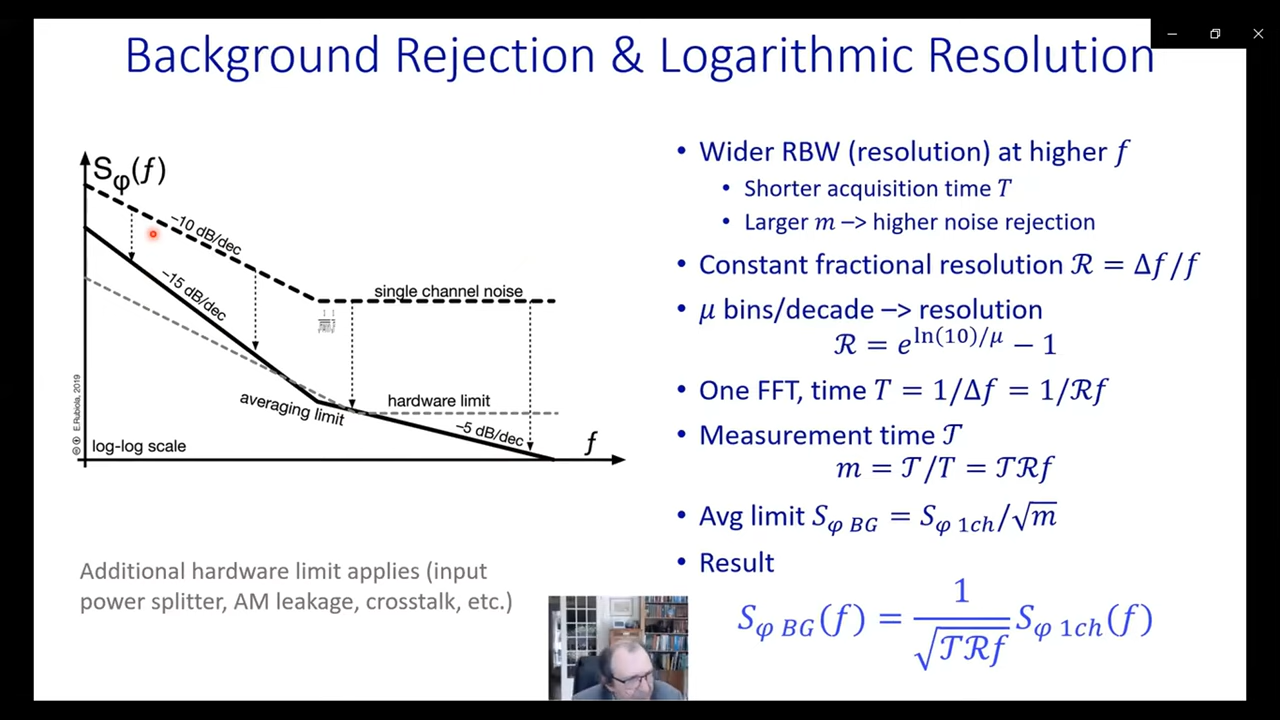 Background Rejection & Logarithmic Resolution
Sφ(f)
–10 dB/dec
–15 dB/dec
single channel noise
averaging limit
hardware limit
–5 dB/dec
f
log-log scale
E.Rubiola, 2019
Additional hardware limit applies (input
power splitter, AM leakage, crosstalk, etc.)
• Wider RBW (resolution) at higher f
• Shorter acquisition time T
• Larger m –> higher noise rejection
• Constant fractional resolution ℛ = Δf/f
• μ bins/decade –> resolution
ℛ = e^ln(10)/μ − 1
• One FFT, time T = 1/Δf = 1/ℛf
• Measurement time 𝒯
m = 𝒯/T = 𝒯ℛf
• Avg limit Sφ BG = Sφ 1ch/√m
• Result
Sφ BG(f) = 1/√𝒯ℛf Sφ 1ch(f)